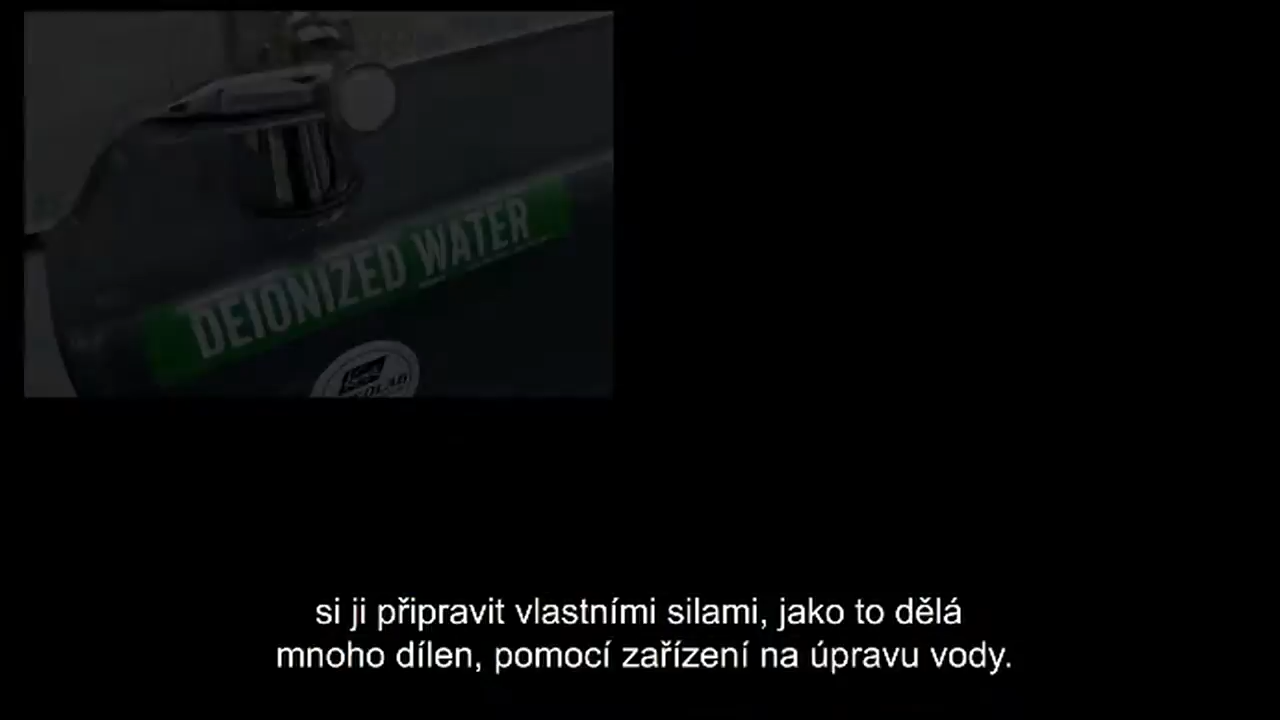 DEIONIZED WATER
si ji připravit vlastními silami, jako to dělá
mnoho dílen, pomocí zařízení na úpravu vody.